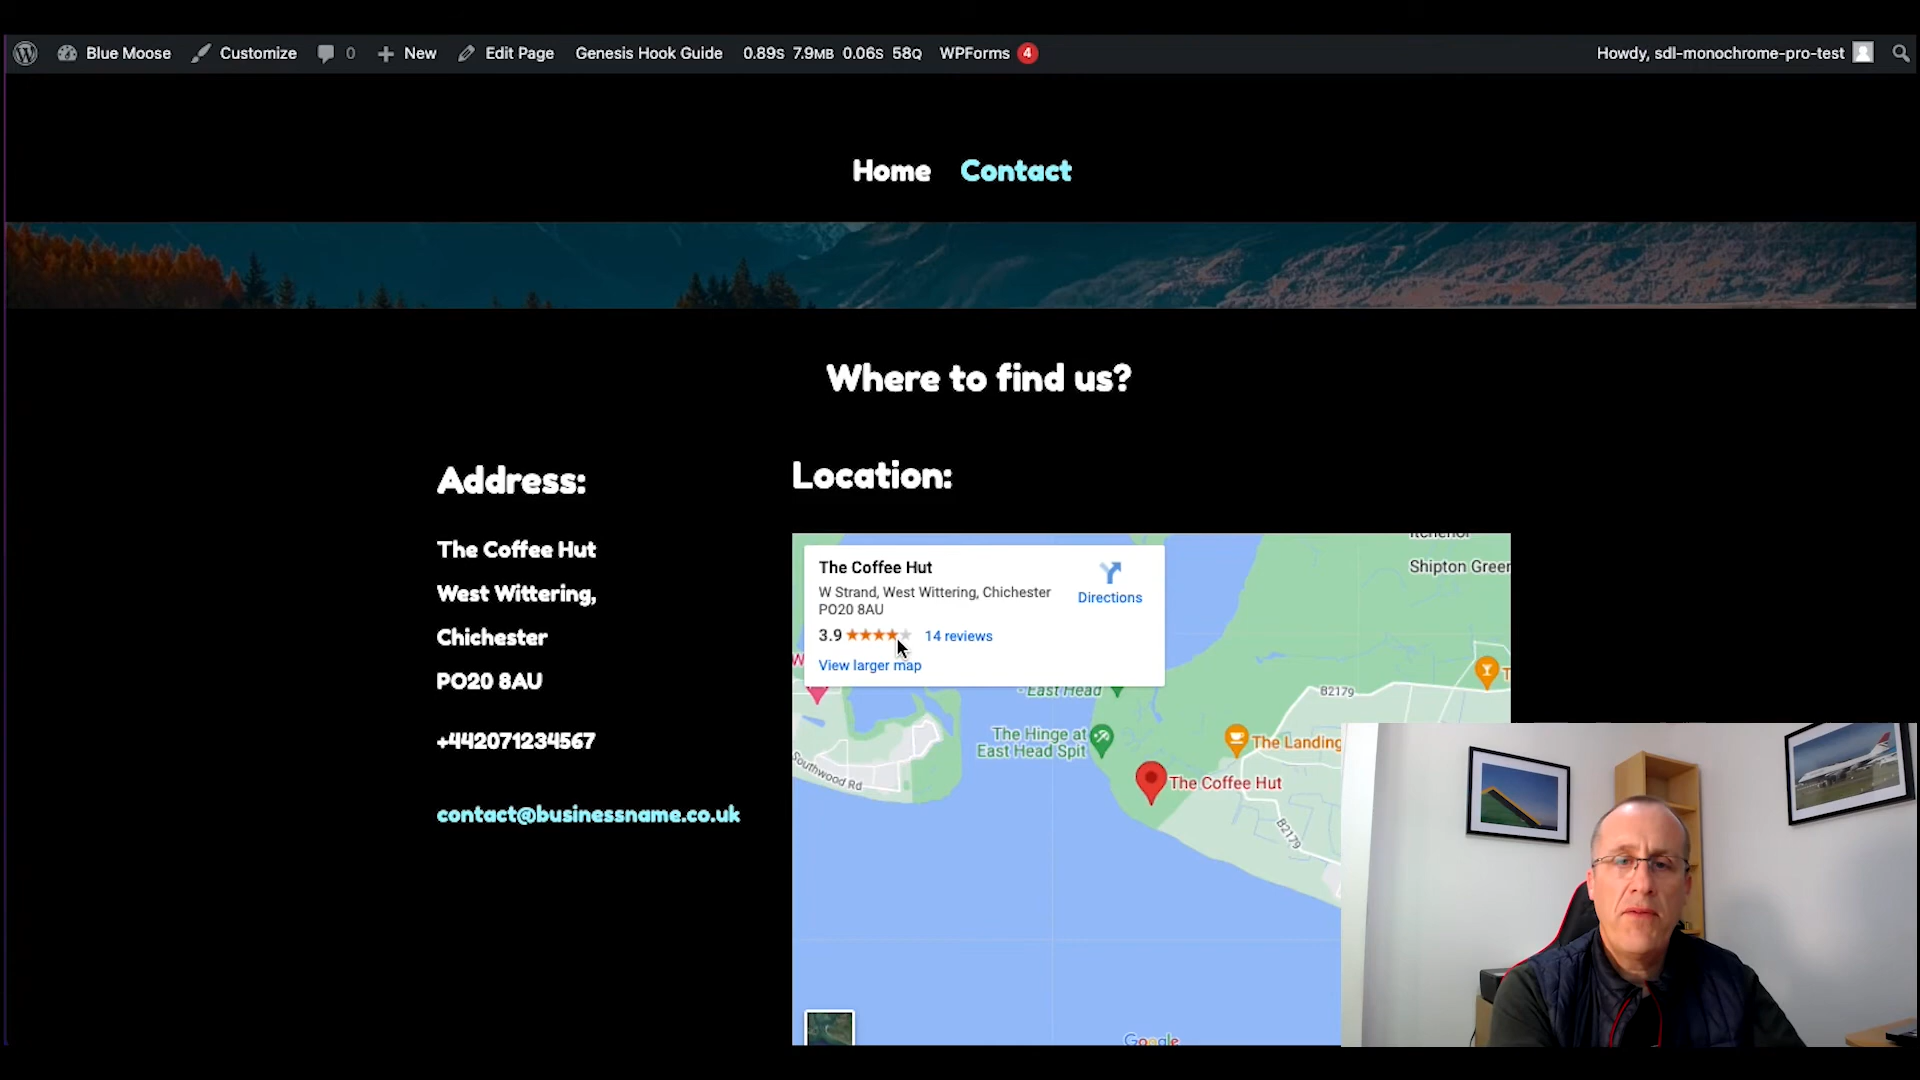 Blue Moose Customize 0 New Edit Page Genesis Hook Guide 0.89S 7.9MB 0.06S 58Q WPForms 4 Howdy, sdl-monochrome-pro-test
Home Contact
Where to find us?
Address:
The Coffee Hut
West Wittering,
Chichester
PO20 8AU
+442071234567
contact@businessname.co.uk
Location:
The Coffee Hut
W Strand, West Wittering, Chichester
PO20 8AU
3.9 14 reviews
View larger map
Directions
Shipton Green
East Head
B2179
The Hinge at
East Head Spit
The Landing
The Coffee Hut
Southwood Rd
B2179
Google